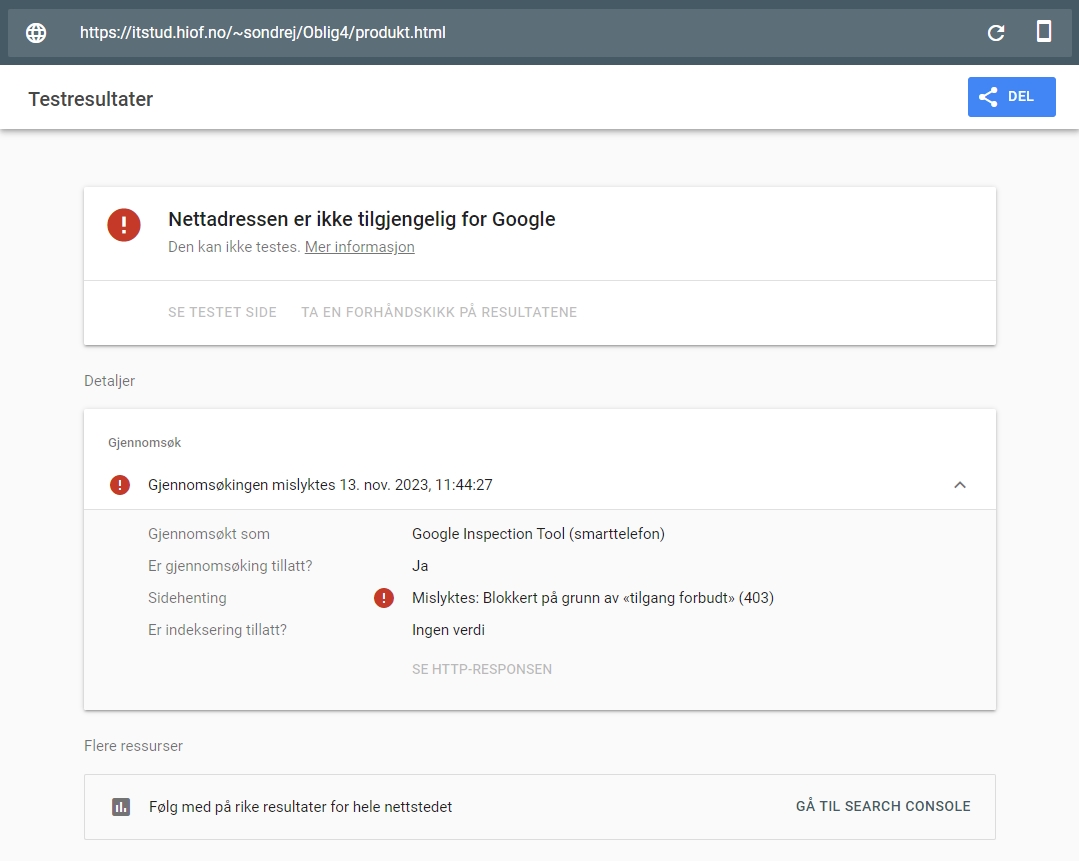 https://itstud.hiof.no/~sondrej/Oblig4/produkt.html
Testresultater
DEL
Nettadressen er ikke tilgjengelig for Google
Den kan ikke testes. Mer informasjon
SE TESTET SIDE TA EN FORHÅNDSKIKK PÅ RESULTATENE
Detaljer
Gjennomsøk
Gjennomsøkingen mislyktes 13. nov. 2023, 11:44:27
Gjennomsøkt som Google Inspection Tool (smarttelefon)
Er gjennomsøking tillatt? Ja
Sidehenting Mislyktes: Blokkert på grunn av «tilgang forbudt» (403)
Er indeksering tillatt? Ingen verdi
SE HTTP-RESPONSEN
Flere ressurser
Følg med på rike resultater for hele nettstedet GÅ TIL SEARCH CONSOLE